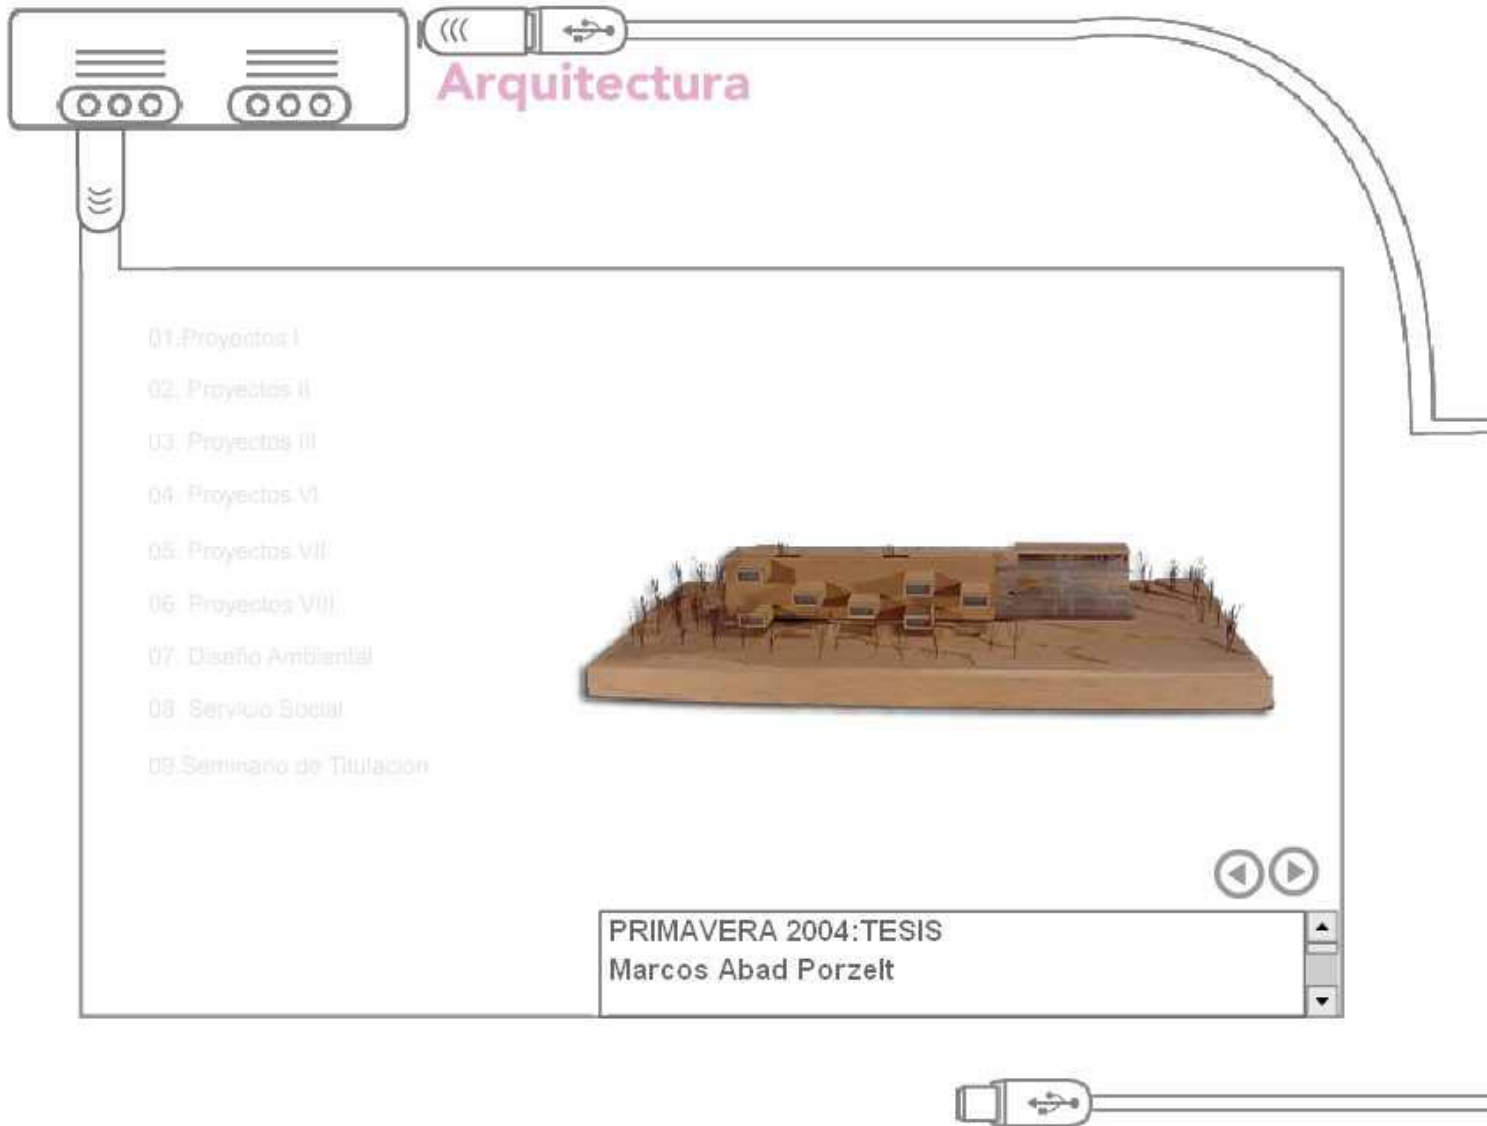 Arquitectura
01.Proyectos I
02. Proyectos II
03. Proyectos III
04. Proyectos VI
05. Proyectos VII
06. Proyectos VIII
07. Diseño Ambiental
08. Servicio Social
09.Seminario de Titulación
PRIMAVERA 2004:TESIS
Marcos Abad Porzelt